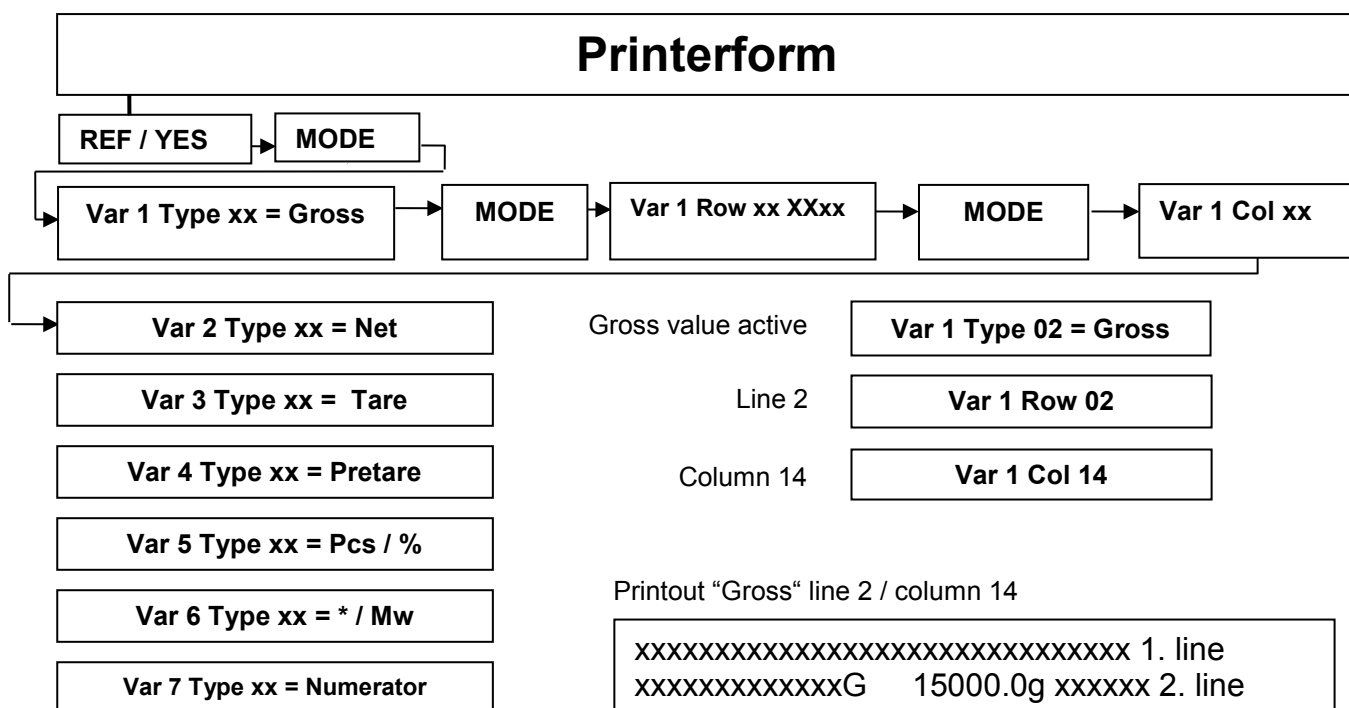 Printerform
REF / YES
MODE
Var 1 Type xx = Gross
MODE
Var 1 Row xx XXxx
MODE
Var 1 Col xx
Var 2 Type xx = Net
Var 3 Type xx =  Tare
Var 4 Type xx = Pretare
Var 5 Type xx = Pcs / %
Var 6 Type xx = * / Mw
Var 7 Type xx = Numerator
Gross value active
Var 1 Type 02 = Gross
Line 2
Var 1 Row 02
Column 14
Var 1 Col 14
Printout “Gross“ line 2 / column 14
xxxxxxxxxxxxxxxxxxxxxxxxxxxxxxx 1. line
xxxxxxxxxxxxxG    15000.0g xxxxxx 2. line